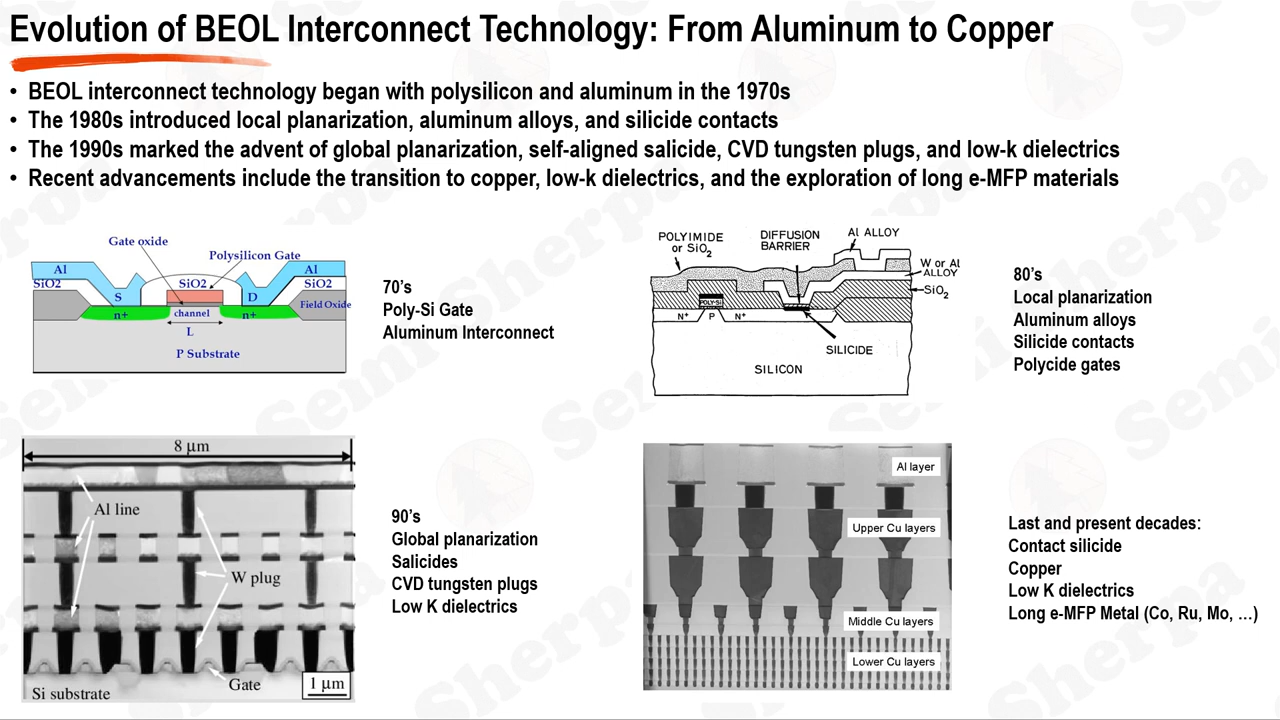 Evolution of BEOL Interconnect Technology: From Aluminum to Copper
• BEOL interconnect technology began with polysilicon and aluminum in the 1970s
• The 1980s introduced local planarization, aluminum alloys, and silicide contacts
• The 1990s marked the advent of global planarization, self-aligned salicide, CVD tungsten plugs, and low-k dielectrics
• Recent advancements include the transition to copper, low-k dielectrics, and the exploration of long e-MFP materials
Gate oxide
Polysilicon Gate
Al
Al
SiO2
SiO2
SiO2
S
D
Field Oxide
n+
channel
n+
L
P Substrate
70's
Poly-Si Gate
Aluminum Interconnect
POLYIMIDE
or SiO2
DIFFUSION
BARRIER
Al ALLOY
W or Al
ALLOY
SiO2
POLY-Si
N+
P
N+
SILICIDE
SILICON
80's
Local planarization
Aluminum alloys
Silicide contacts
Polycide gates
8 μm
Al line
W plug
Gate
Si substrate
1 μm
90's
Global planarization
Salicides
CVD tungsten plugs
Low K dielectrics
Al layer
Upper Cu layers
Middle Cu layers
Lower Cu layers
Last and present decades:
Contact silicide
Copper
Low K dielectrics
Long e-MFP Metal (Co, Ru, Mo, …)
Semi Sherpa